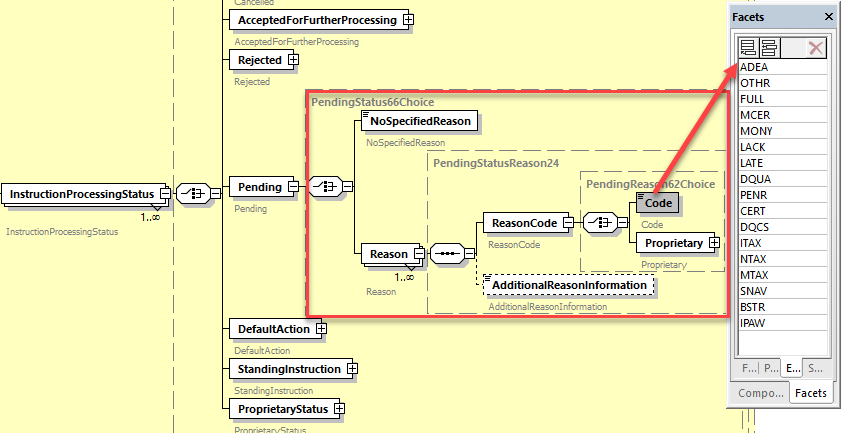 Cancelled
AcceptedForFurtherProcessing
AcceptedForFurtherProcessing
Rejected
Rejected
PendingStatus66Choice
NoSpecifiedReason
NoSpecifiedReason
PendingStatusReason24
PendingReason62Choice
InstructionProcessingStatus
1..∞
InstructionProcessingStatus
Pending
Pending
Code
Code
ReasonCode
ReasonCode
Proprietary
Proprietary
Reason
1..∞
Reason
AdditionalReasonInformation
AdditionalReasonInformation
DefaultAction
DefaultAction
StandingInstruction
StandingInstruction
ProprietaryStatus
ProprietaryStatus
Facets
ADEA
OTHR
FULL
MCER
MONY
LACK
LATE
DQUA
PENR
CERT
DQCS
ITAX
NTAX
MTAX
SNAV
BSTR
IPAW
F... P... E... S...
Compo... Facets